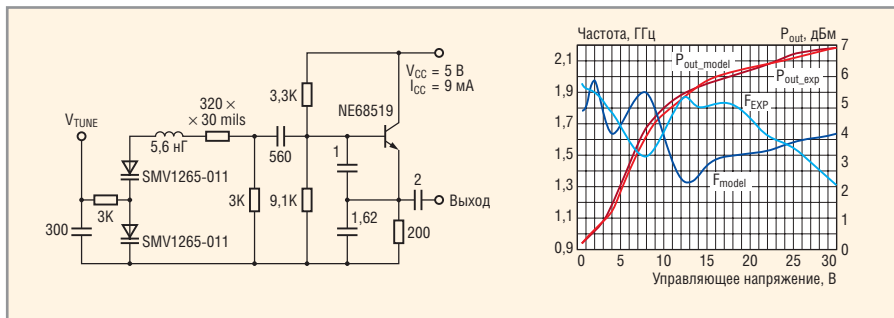 V_TUNE
320 ×
× 30 mils
5,6 нГ
SMV1265-011
3K
300
SMV1265-011
3K
560
3,3K
9,1K
1
1,62
NE68519
V_CC = 5 В
I_CC = 9 мА
2
Выход
200
Частота, ГГц
P_out, дБм
2,1
1,9
1,7
1,5
1,3
1,1
0,9
7
6
5
4
3
2
1
0
P_out_model
P_out_exp
F_EXP
F_model
0 5 10 15 20 25 30
Управляющее напряжение, В